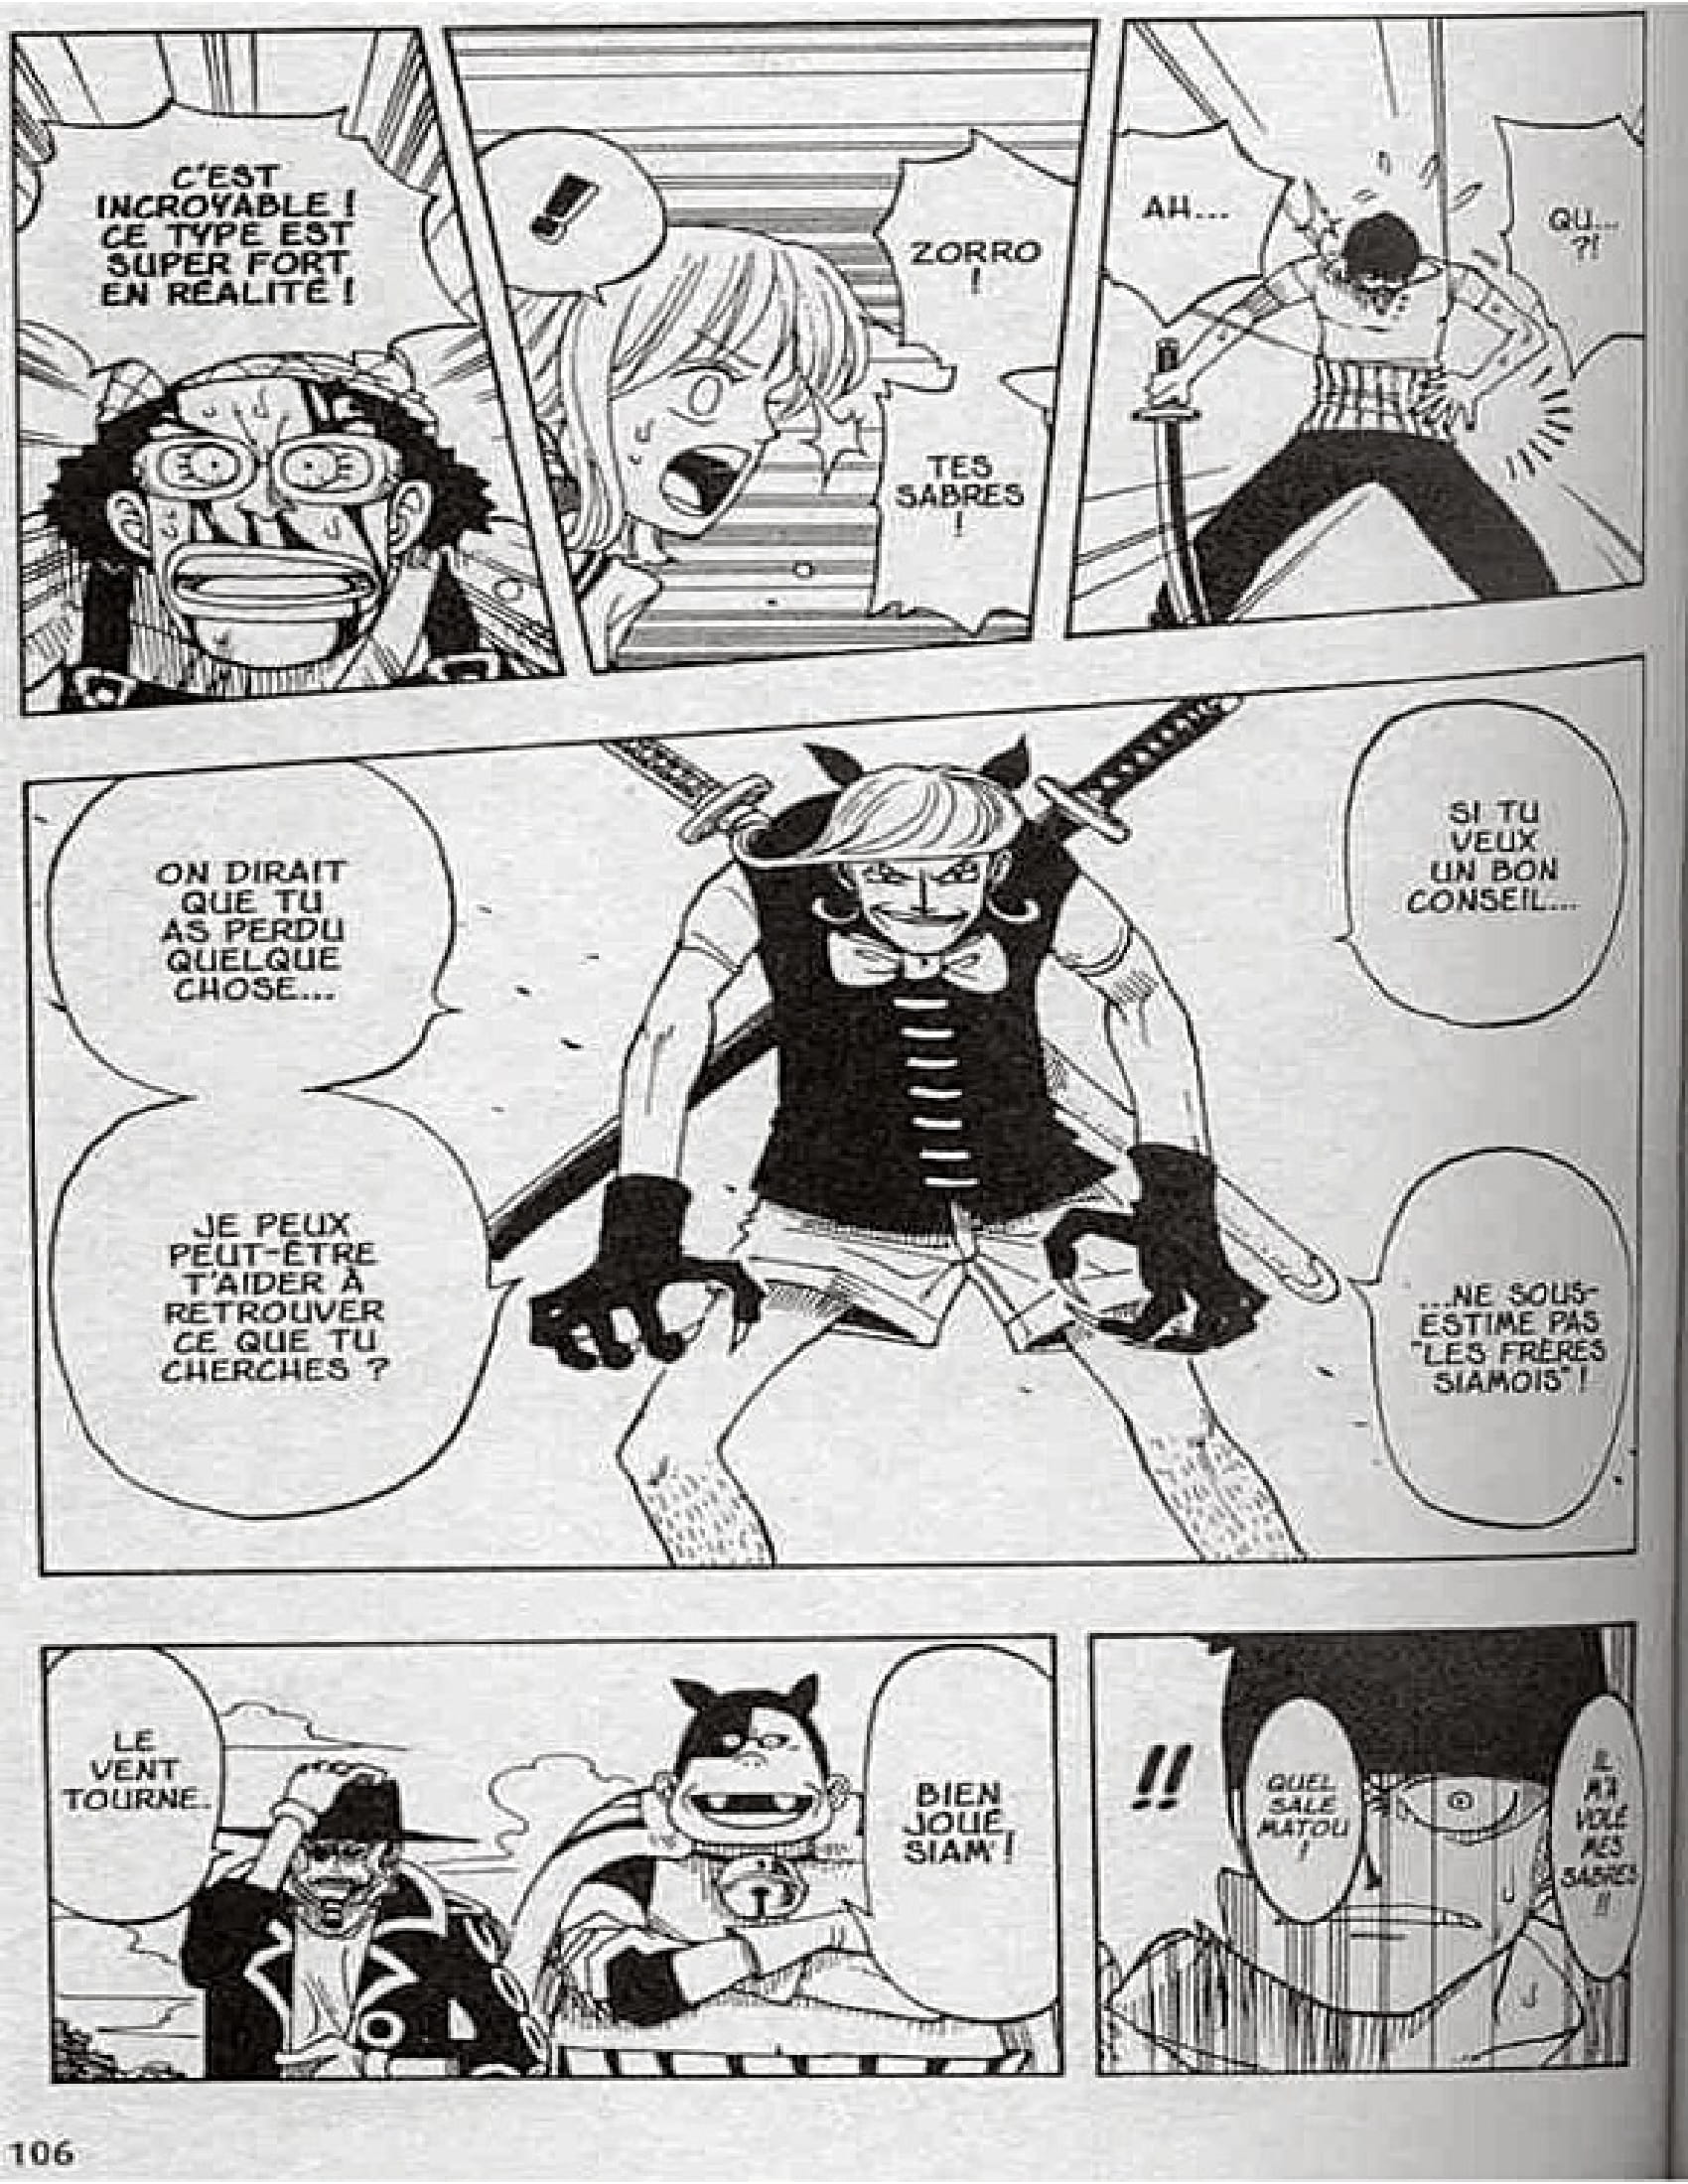 QU...
?!
AH...
ZORRO
!
TES
SABRES
!
!!
C'EST
INCROYABLE !
CE TYPE EST
SUPER FORT
EN RÉALITÉ !
SI TU
VEUX
UN BON
CONSEIL...
...NE SOUS-
ESTIME PAS
"LES FRÈRES
SIAMOIS" !
ON DIRAIT
QUE TU
AS PERDU
QUELQUE
CHOSE...
JE PEUX
PEUT-ÊTRE
T'AIDER À
RETROUVER
CE QUE TU
CHERCHES ?
IL
M'A
VOLÉ
MES
SABRES
!!
QUEL
SALE
MATOU
!
!!
BIEN
JOUÉ,
SIAM !
LE
VENT
TOURNE.
106